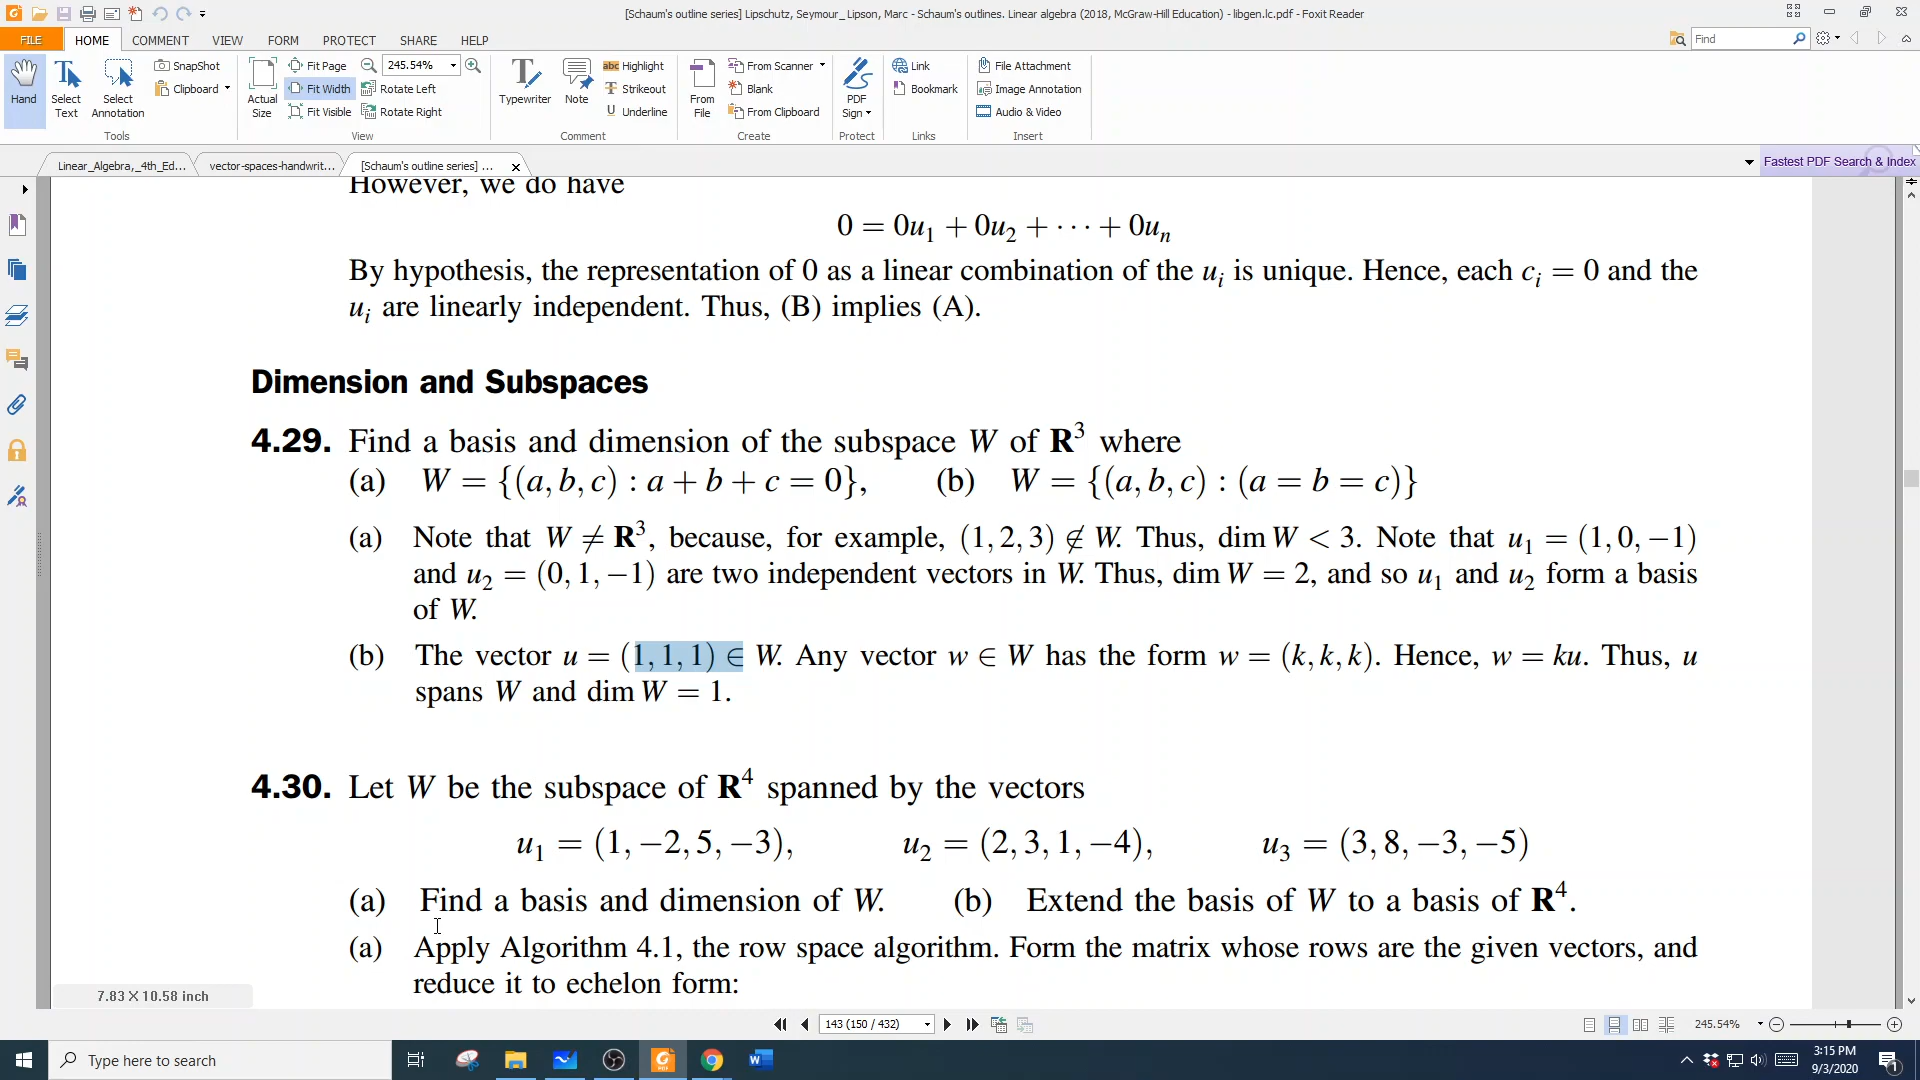 [Schaum's outline series] Lipschutz, Seymour_ Lipson, Marc - Schaum's outlines. Linear algebra (2018, McGraw-Hill Education) - libgen.lc.pdf - Foxit Reader
FILE HOME COMMENT VIEW FORM PROTECT SHARE HELP
Find
Hand
Select Text
Select Annotation
SnapShot
Clipboard
Tools
Actual Size
Fit Page
Fit Width
Fit Visible
245.54%
Rotate Left
Rotate Right
View
Typewriter
Note
Highlight
Strikeout
Underline
Comment
From File
From Scanner
Blank
From Clipboard
Create
PDF Sign
Protect
Link
Bookmark
Links
File Attachment
Image Annotation
Audio & Video
Insert
Linear_Algebra,_4th_Ed...
vector-spaces-handwrit...
[Schaum's outline series] ...
Fastest PDF Search & Index
However, we do have
0 = 0u₁ + 0u₂ + ··· + 0uₙ
By hypothesis, the representation of 0 as a linear combination of the uᵢ is unique. Hence, each cᵢ = 0 and the
uᵢ are linearly independent. Thus, (B) implies (A).
Dimension and Subspaces
4.29. Find a basis and dimension of the subspace W of R³ where
(a) W = {(a, b, c) : a + b + c = 0}, (b) W = {(a, b, c) : (a = b = c)}
(a) Note that W ≠ R³, because, for example, (1, 2, 3) ∉ W. Thus, dim W < 3. Note that u₁ = (1, 0, −1)
and u₂ = (0, 1, −1) are two independent vectors in W. Thus, dim W = 2, and so u₁ and u₂ form a basis
of W.
(b) The vector u = (1, 1, 1) ∈ W. Any vector w ∈ W has the form w = (k, k, k). Hence, w = ku. Thus, u
spans W and dim W = 1.
4.30. Let W be the subspace of R⁴ spanned by the vectors
u₁ = (1, −2, 5, −3), u₂ = (2, 3, 1, −4), u₃ = (3, 8, −3, −5)
(a) Find a basis and dimension of W. (b) Extend the basis of W to a basis of R⁴.
(a) Apply Algorithm 4.1, the row space algorithm. Form the matrix whose rows are the given vectors, and
reduce it to echelon form:
7.83 X 10.58 inch
143 (150 / 432)
245.54%
Type here to search
3:15 PM
9/3/2020